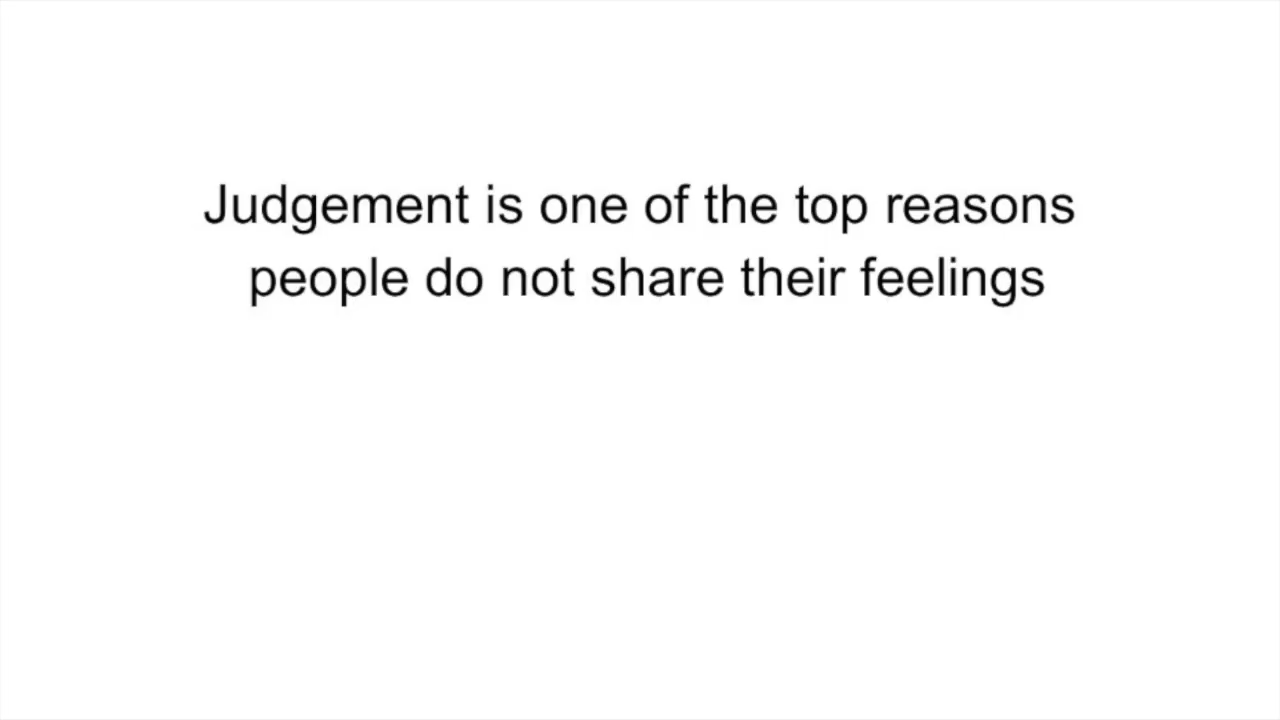 Judgement is one of the top reasons
people do not share their feelings